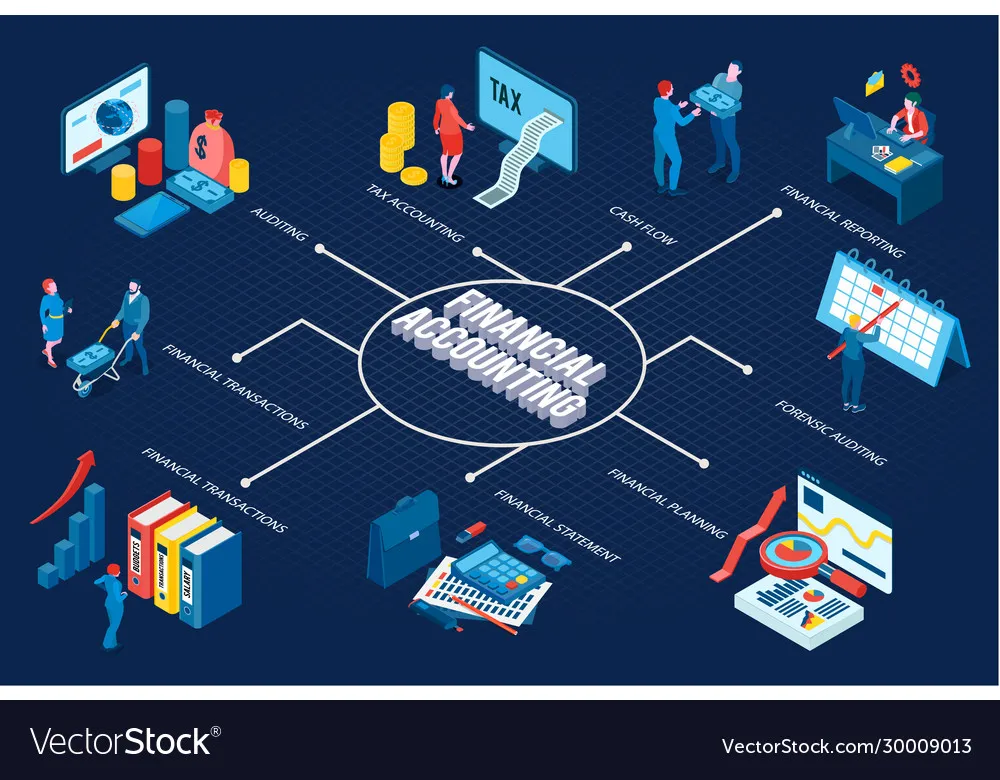 TAX
AUDITING
TAX ACCOUNTING
CASH FLOW
FINANCIAL REPORTING
FINANCIAL
ACCOUNTING
FINANCIAL TRANSACTIONS
FORENSIC AUDITING
FINANCIAL TRANSACTIONS
FINANCIAL STATEMENT
FINANCIAL PLANNING
BUDGETS
TRANSACTIONS
SALARY
VectorStock®
VectorStock.com/30009013